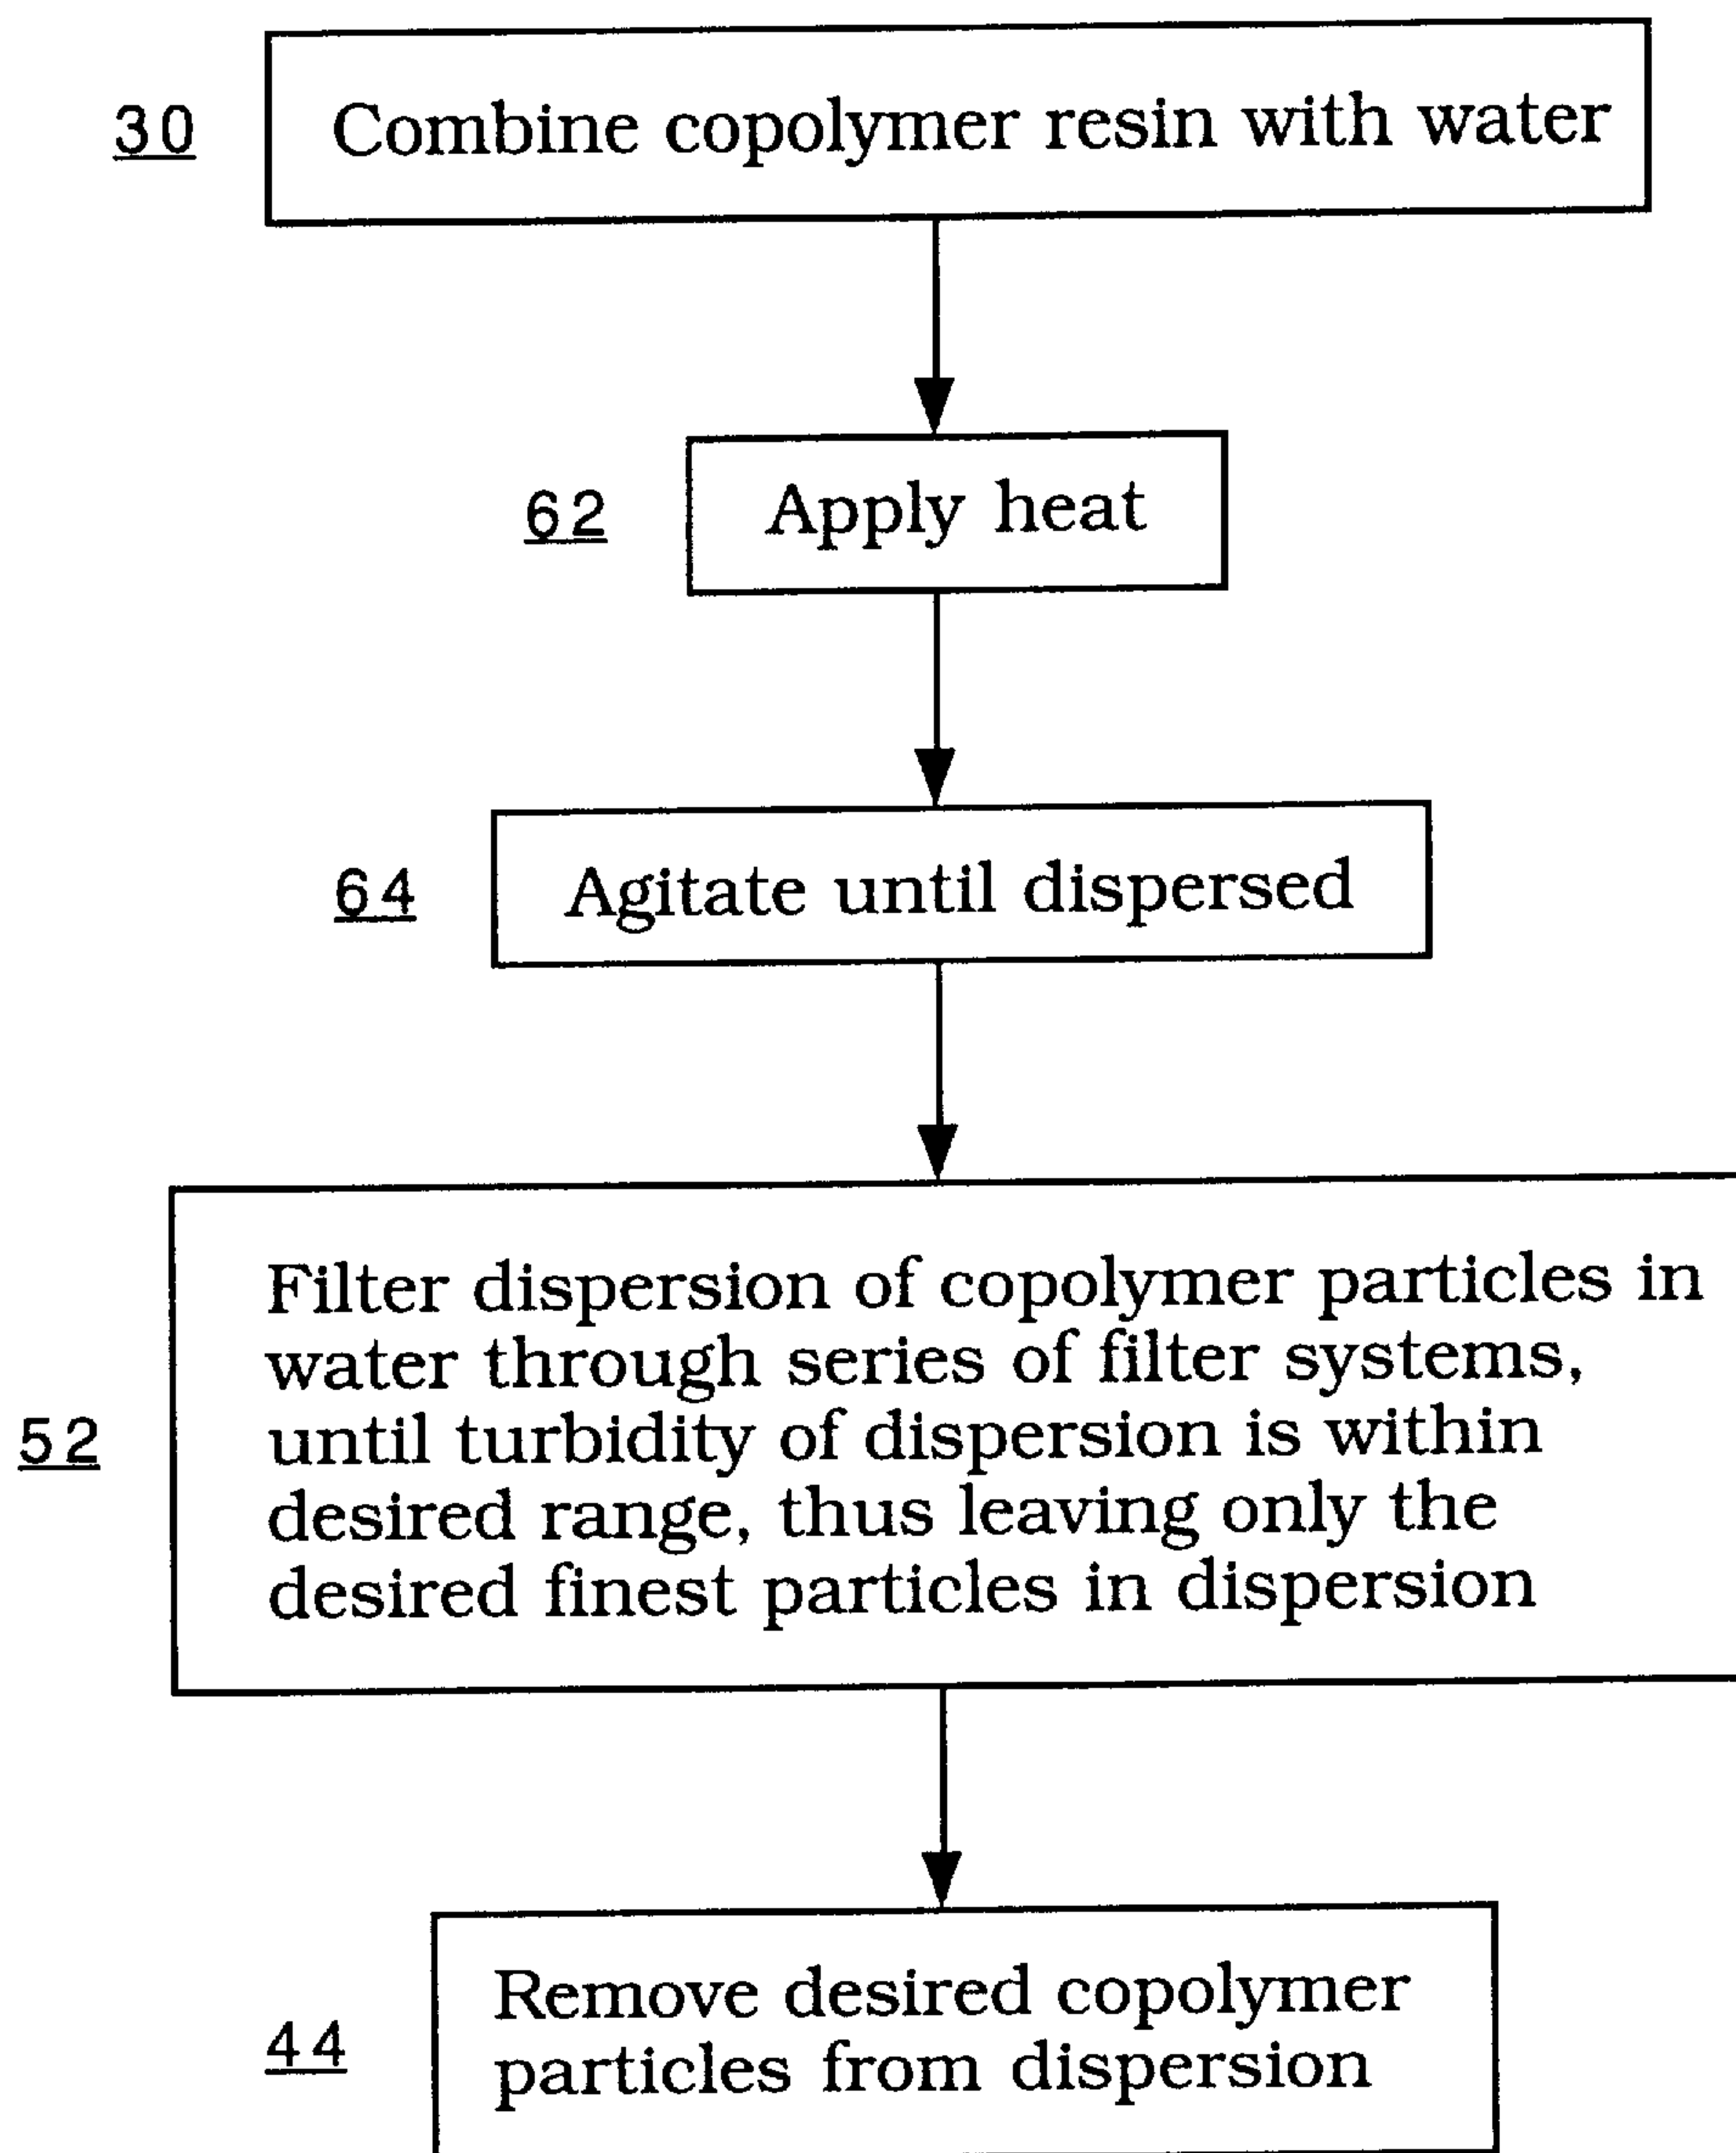 30
Combine copolymer resin with water
62
Apply heat
64
Agitate until dispersed
52
Filter dispersion of copolymer particles in
water through series of filter systems,
until turbidity of dispersion is within
desired range, thus leaving only the
desired finest particles in dispersion
44
Remove desired copolymer
particles from dispersion